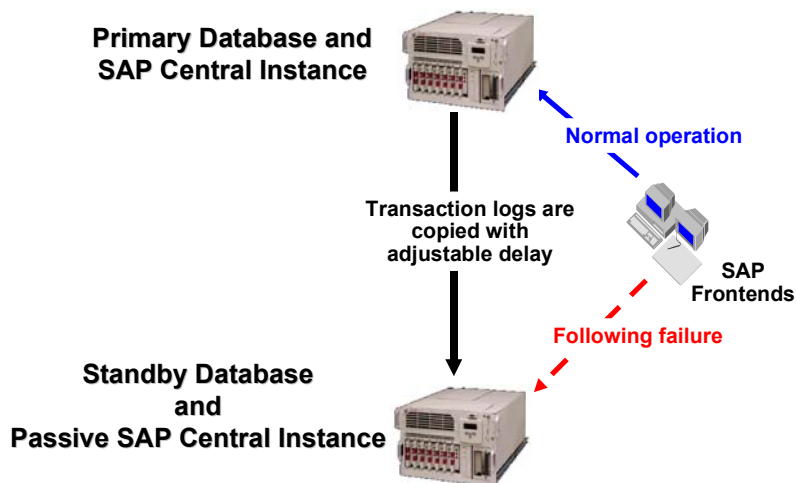 Primary Database and
SAP Central Instance
Normal operation
Transaction logs are
copied with
adjustable delay
SAP
Frontends
Following failure
Standby Database
and
Passive SAP Central Instance